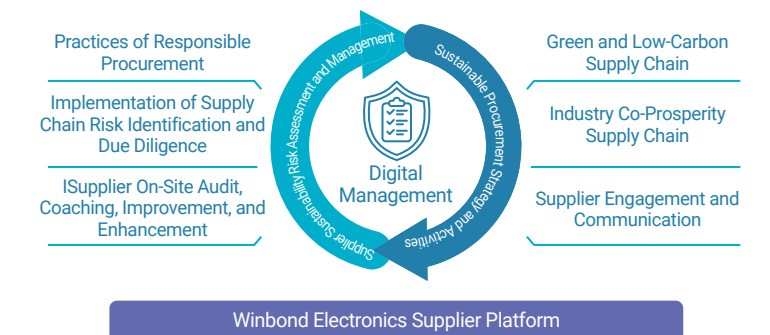 Practices of Responsible
Procurement
Implementation of Supply
Chain Risk Identification and
Due Diligence
ISupplier On-Site Audit,
Coaching, Improvement, and
Enhancement
Supplier Sustainability Risk Assessment and Management
Sustainable Procurement Strategy and Activities
Digital
Management
Green and Low-Carbon
Supply Chain
Industry Co-Prosperity
Supply Chain
Supplier Engagement and
Communication
Winbond Electronics Supplier Platform